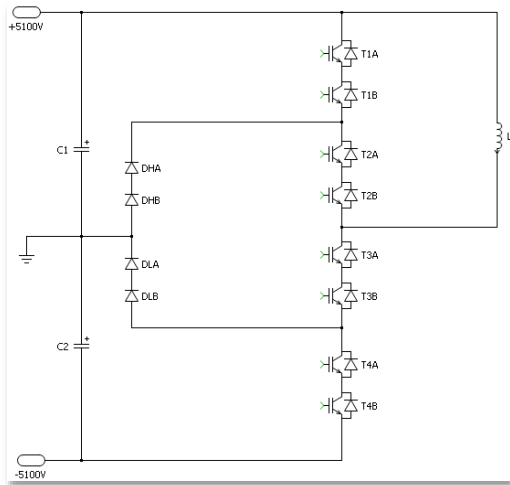 +5100V
T1A
T1B
C1
DHA
DHB
T2A
T2B
L
T3A
T3B
DLA
DLB
C2
T4A
T4B
-5100V